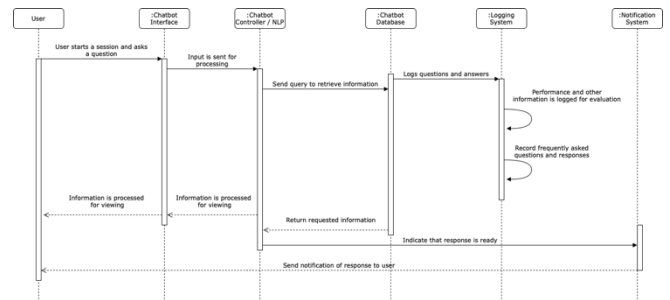 User
:Chatbot
Interface
:Chatbot
Controller / NLP
:Chatbot
Database
:Logging
System
:Notification
System
User starts a session and asks
a question
Input is sent for
processing
Send query to retrieve information
Logs questions and answers
Performance and other
information is logged for evaluation
Record frequently asked
questions and responses
Information is processed
for viewing
Information is processed
for viewing
Return requested information
Indicate that response is ready
Send notification of response to user